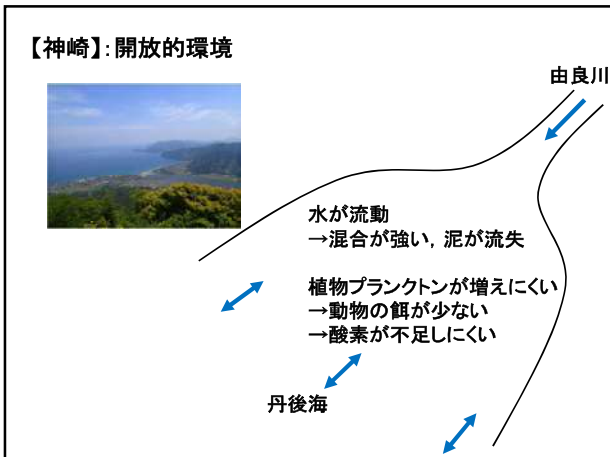 【神崎】：開放的環境
由良川
水が流動
→混合が強い，泥が流失
植物プランクトンが増えにくい
→動物の餌が少ない
→酸素が不足しにくい
丹後海